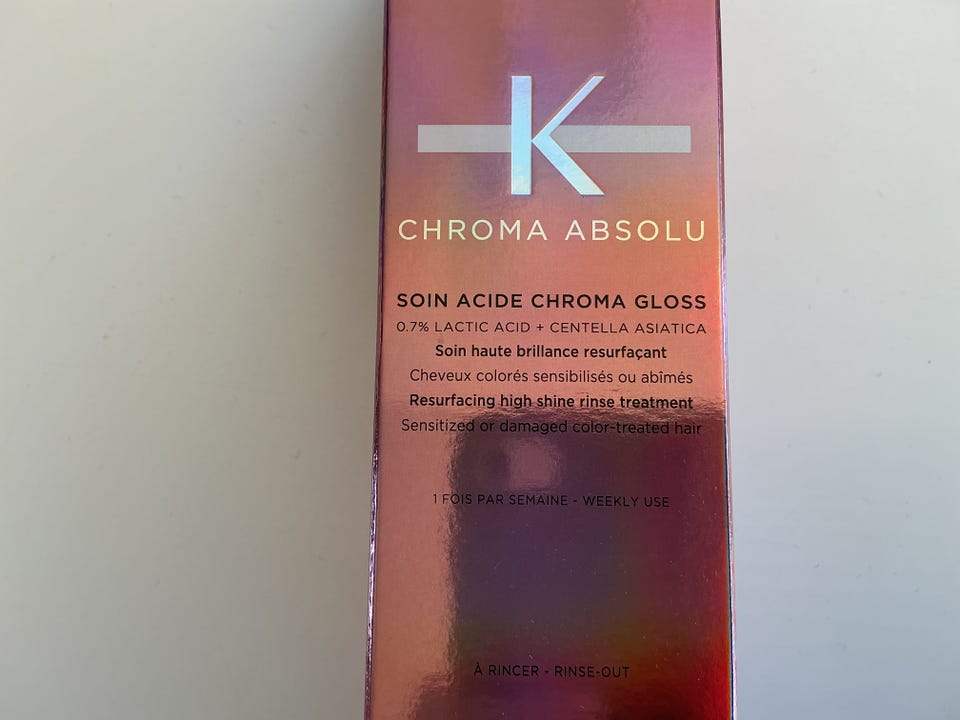 K
CHROMA ABSOLU
SOIN ACIDE CHROMA GLOSS
0.7% LACTIC ACID + CENTELLA ASIATICA
Soin haute brillance resurfaçant
Cheveux colorés sensibilisés ou abîmés
Resurfacing high shine rinse treatment
Sensitized or damaged color-treated hair
1 FOIS PAR SEMAINE - WEEKLY USE
À RINCER - RINSE-OUT